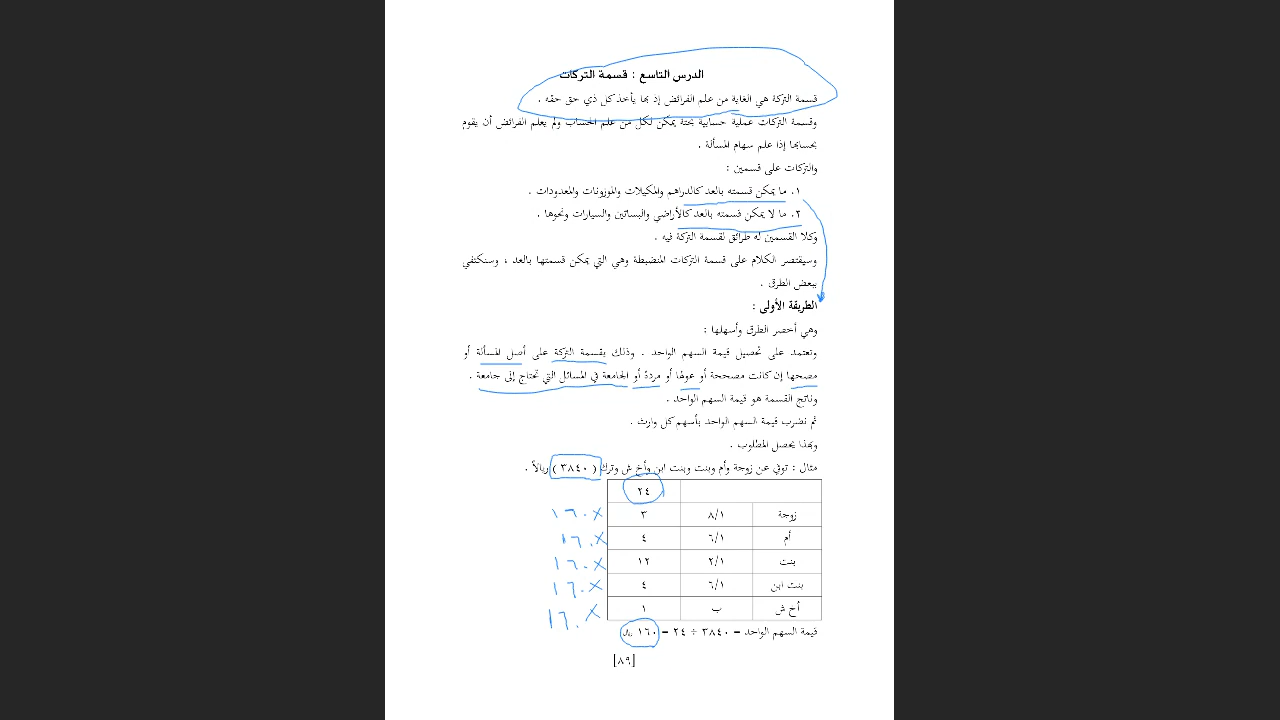 الدرس التاسع : قسمة التركات
قسمة التركة هي الغاية من علم الفرائض إذ بها يأخذ كل ذي حق حقه .
وقسمة التركات عملية حسابية بحتة يمكن لكل من علم الحساب ولم يعلم الفرائض أن يقوم
بحسابها إذا علم سهام المسألة .
والتركات على قسمين :
١. ما يمكن قسمته بالعد كالدراهم والمكيلات والموزونات والمعدودات .
٢. ما لا يمكن قسمته بالعد كالأراضي والبساتين والسيارات ونحوها .
وكلا القسمين له طرائق لقسمة التركة فيه .
وسيقتصر الكلام على قسمة التركات المنضبطة وهي التي يمكن قسمتها بالعد ، وسنكتفي
ببعض الطرق .
الطريقة الأولى :
وهي أخصر الطرق وأسهلها :
وتعتمد على تحصيل قيمة السهم الواحد . وذلك بقسمة التركة على أصل المسألة أو
مصحها إن كانت مصححة أو عولها أو مردة أو الجامعة في المسائل التي تحتاج إلى جامعة .
وناتج القسمة هو قيمة السهم الواحد .
ثم نضرب قيمة السهم الواحد بأسهم كل وارث .
وبهذا يحصل المطلوب .
مثال : توفي عن زوجة وأم وبنت وبنت ابن وأخ ش وترك ( ٣٨٤٠ ) ريالاً .
٢٤
زوجة ٨/١ ٣ ×١٦٠
أم ٦/١ ٤ ×١٦٠
بنت ٢/١ ١٢ ×١٦٠
بنت ابن ٦/١ ٤ ×١٦٠
أخ ش ب ١ ×١٦٠
قيمة السهم الواحد = ٣٨٤٠ ÷ ٢٤ = ١٦٠ ريال
[٨٩]